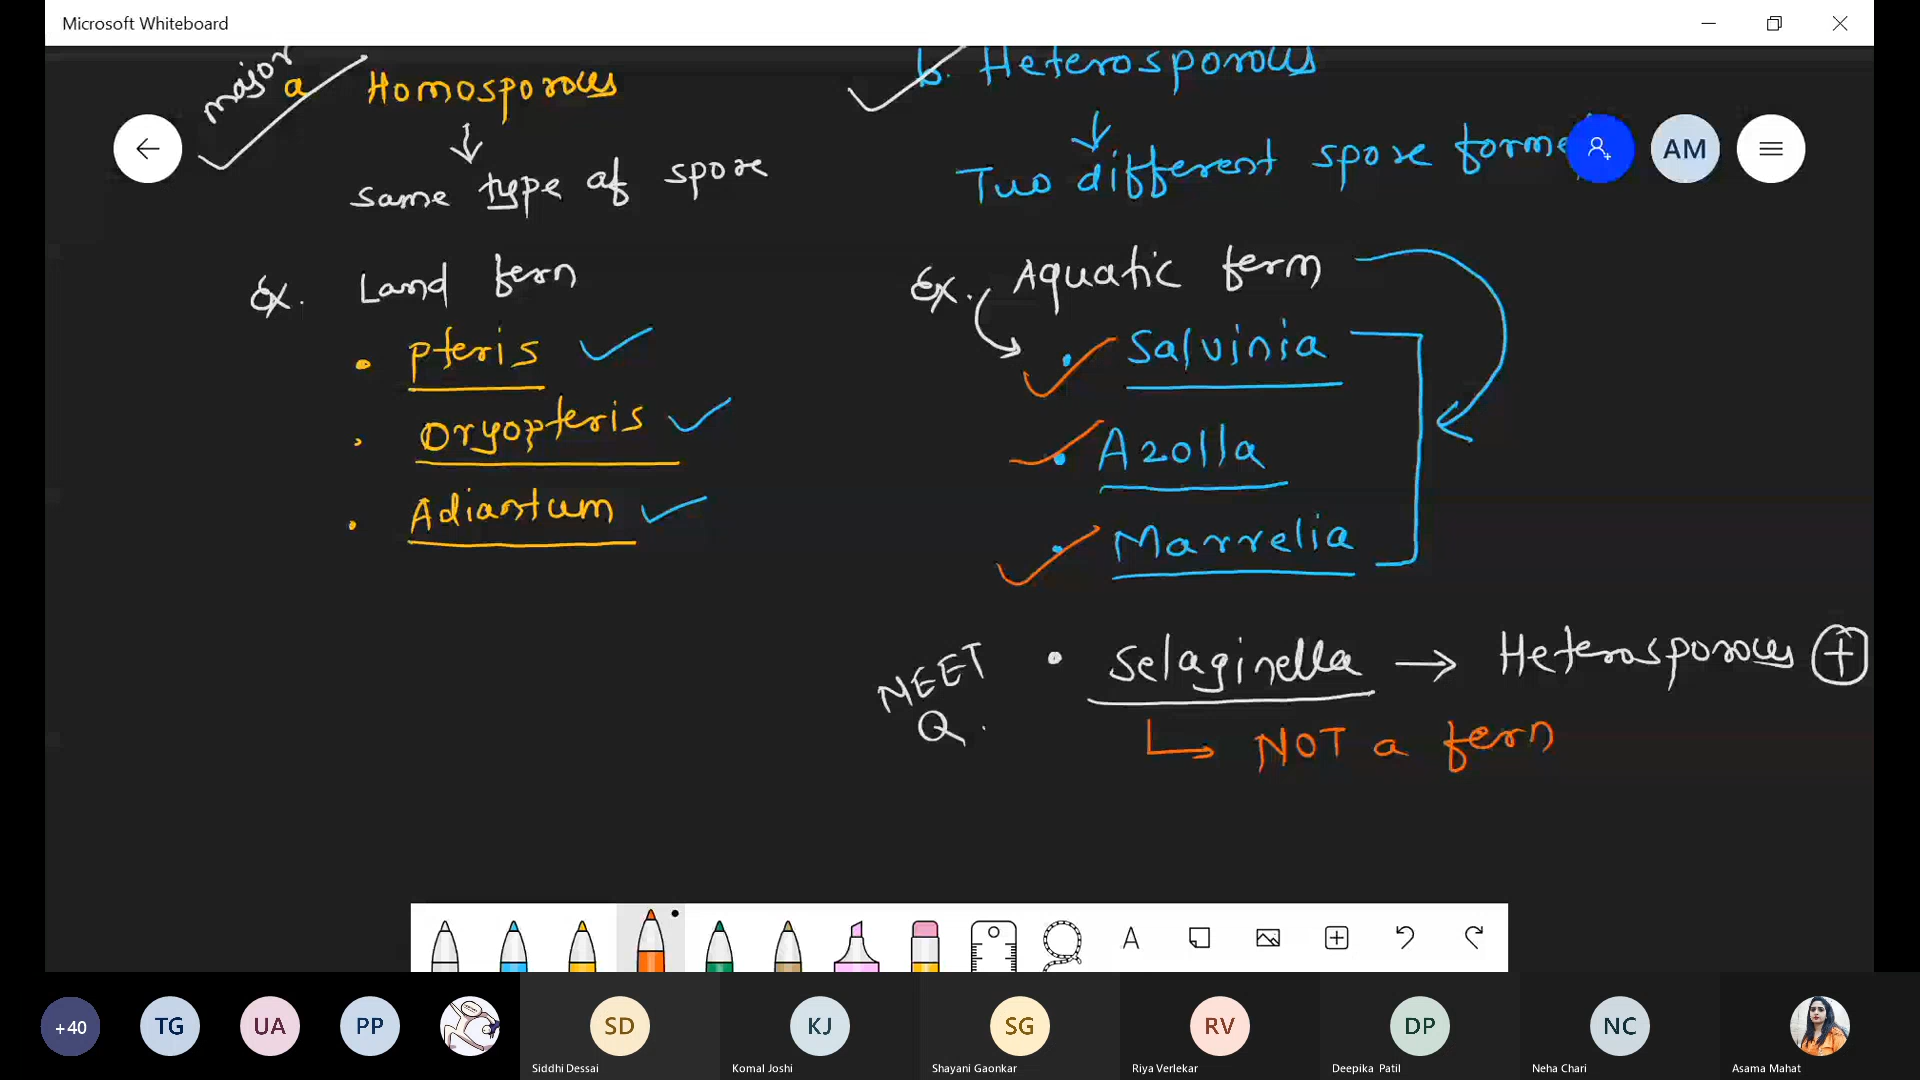 Microsoft Whiteboard
major
a Homosporous
b. Heterosporous
same type of spore
Two different spore forme
AM
Ex. Land fern
Ex. Aquatic fern
• Pteris
• Salvinia
• Dryopteris
• Azolla
• Adiantum
• Marrelia
NEET
Q.
• Selaginella → Heterosporous +
NOT a fern
A
+40
TG
UA
PP
SD
Siddhi Dessai
KJ
Komal Joshi
SG
Shayani Gaonkar
RV
Riya Verlekar
DP
Deepika Patil
NC
Neha Chari
Asama Mahat